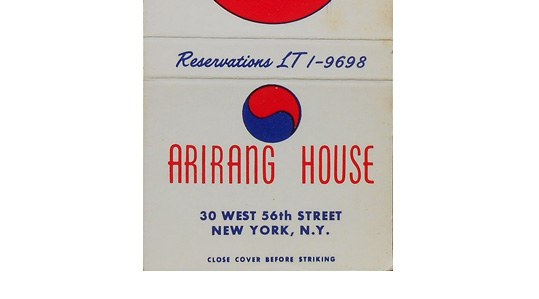 Reservations LT 1-9698
ARIRANG HOUSE
30 WEST 56th STREET
NEW YORK, N.Y.
CLOSE COVER BEFORE STRIKING